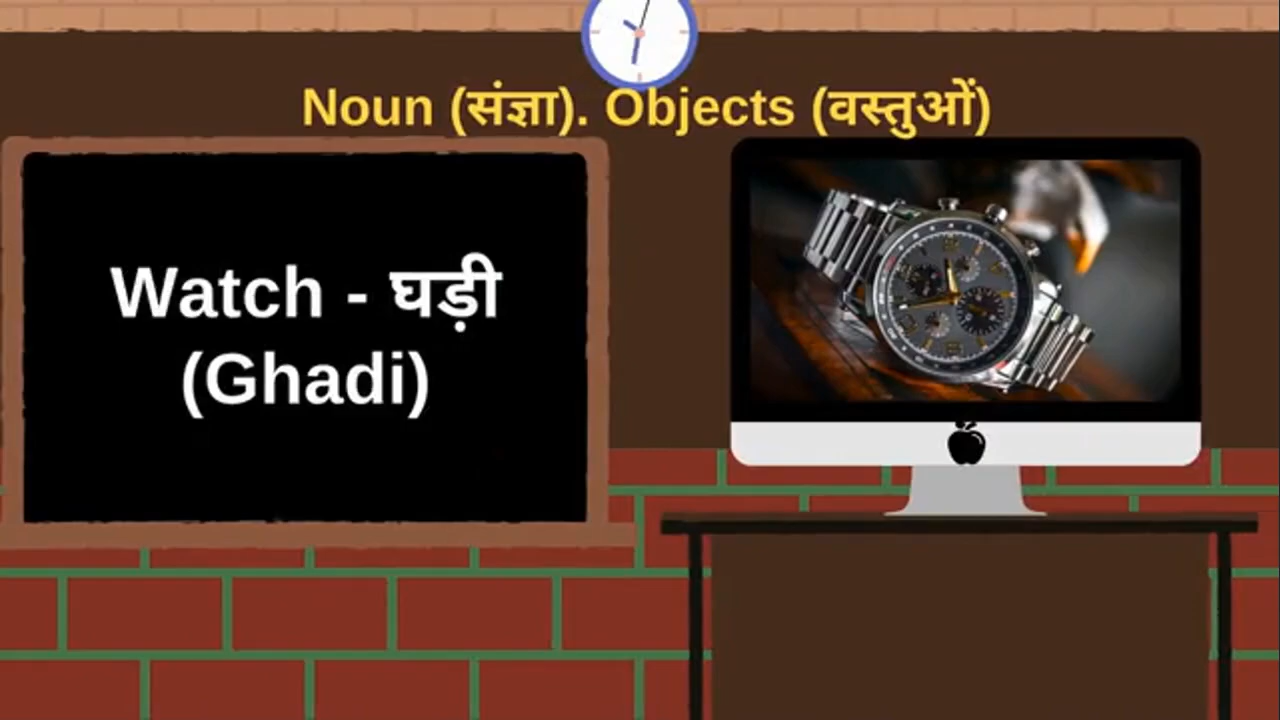 Noun (संज्ञा). Objects (वस्तुओं)
Watch - घड़ी
(Ghadi)